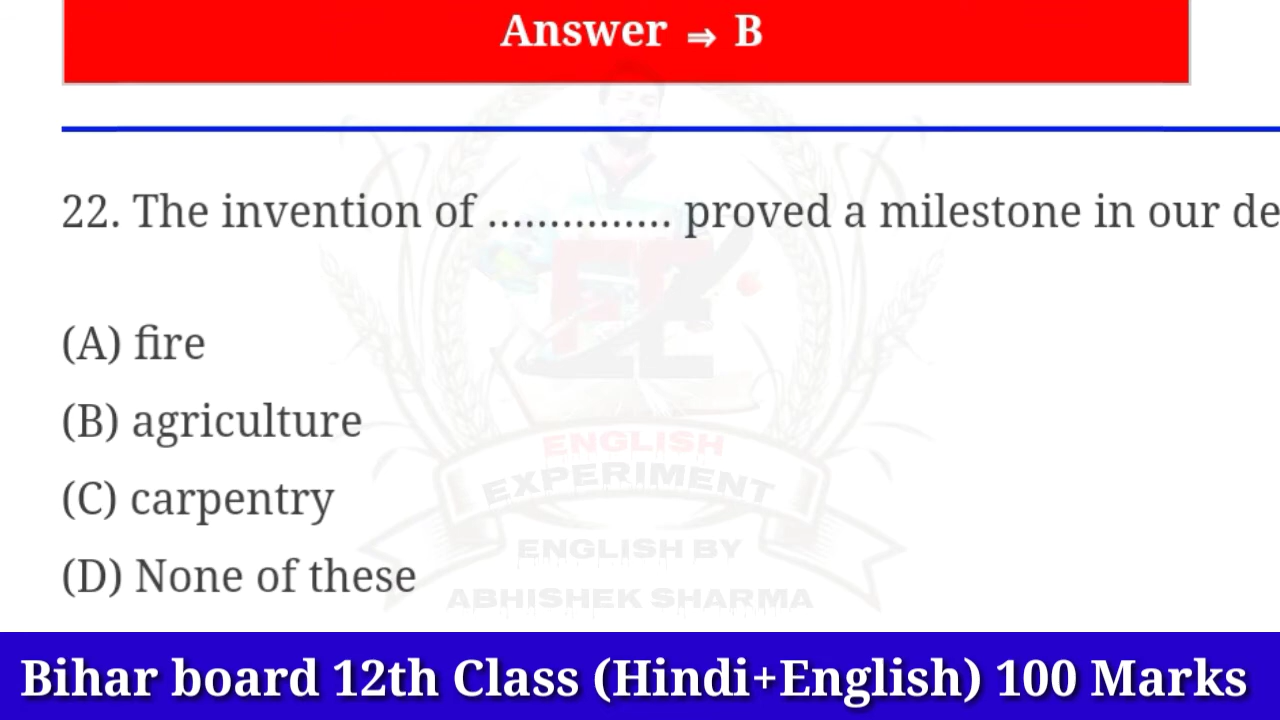 Answer ⇒ B
22. The invention of ............... proved a milestone in our de
(A) fire
(B) agriculture
(C) carpentry
(D) None of these
ENGLISH
EXPERIMENT
ENGLISH BY
ABHISHEK SHARMA
Bihar board 12th Class (Hindi+English) 100 Marks